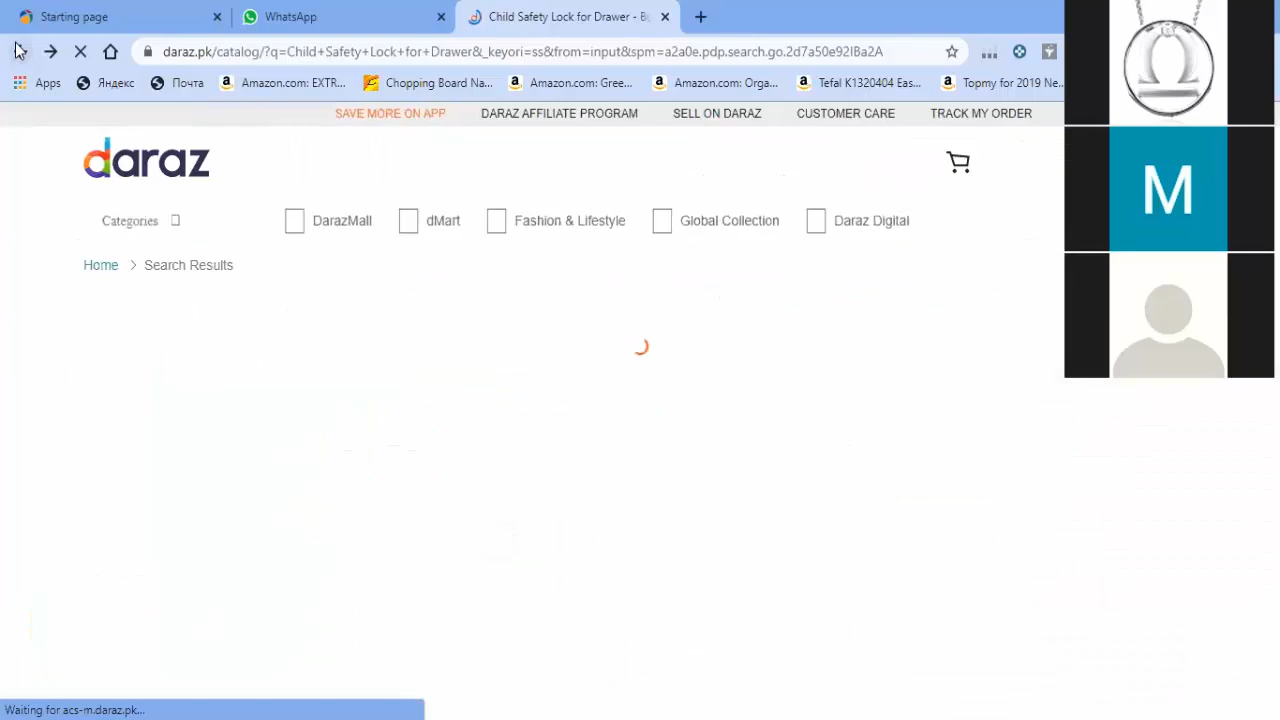 Starting page
WhatsApp
Child Safety Lock for Drawer - B
daraz.pk/catalog/?q=Child+Safety+Lock+for+Drawer&_keyori=ss&from=input&spm=a2a0e.pdp.search.go.2d7a50e92IBa2A
Apps
Яндекс
Почта
Amazon.com: EXTR...
Chopping Board No...
Amazon.com: Gree...
Amazon.com: Orga...
Tefal K1320404 Eas...
Topmy for 2019 Ne...
SAVE MORE ON APP
DARAZ AFFILIATE PROGRAM
SELL ON DARAZ
CUSTOMER CARE
TRACK MY ORDER
daraz
Categories
DarazMall
dMart
Fashion & Lifestyle
Global Collection
Daraz Digital
Home
Search Results
M
Waiting for acs-m.daraz.pk...